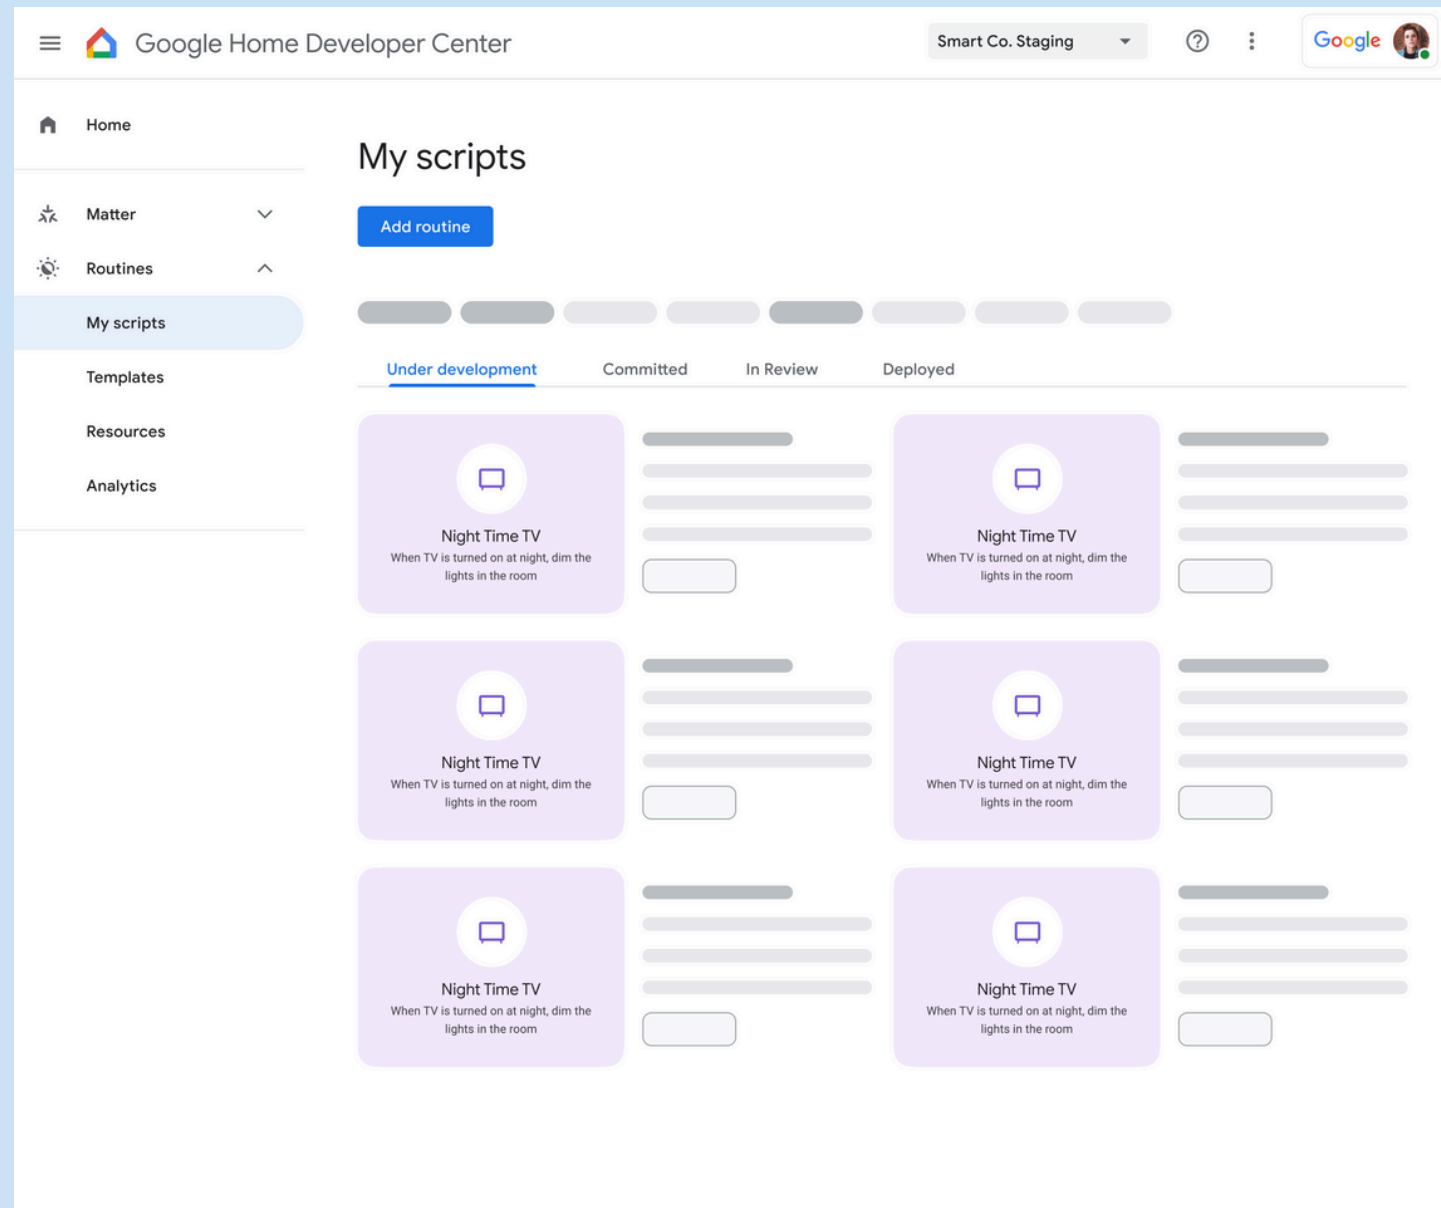 Google Home Developer Center
Smart Co. Staging
Google
Home
Matter
Routines
My scripts
Templates
Resources
Analytics
My scripts
Add routine
Under development
Committed
In Review
Deployed
Night Time TV
When TV is turned on at night, dim the
lights in the room
Night Time TV
When TV is turned on at night, dim the
lights in the room
Night Time TV
When TV is turned on at night, dim the
lights in the room
Night Time TV
When TV is turned on at night, dim the
lights in the room
Night Time TV
When TV is turned on at night, dim the
lights in the room
Night Time TV
When TV is turned on at night, dim the
lights in the room